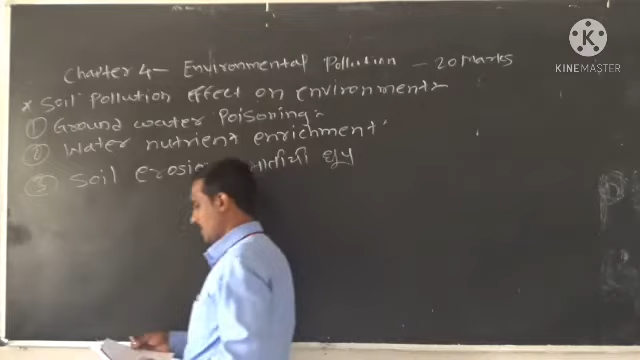 Chapter 4 - Environmental Pollution - 20 Marks
* Soil Pollution effect on environment:-
① Ground water Poisoning:-
② Water nutrient enrichment:
③ Soil erosion धूप
KINEMASTER